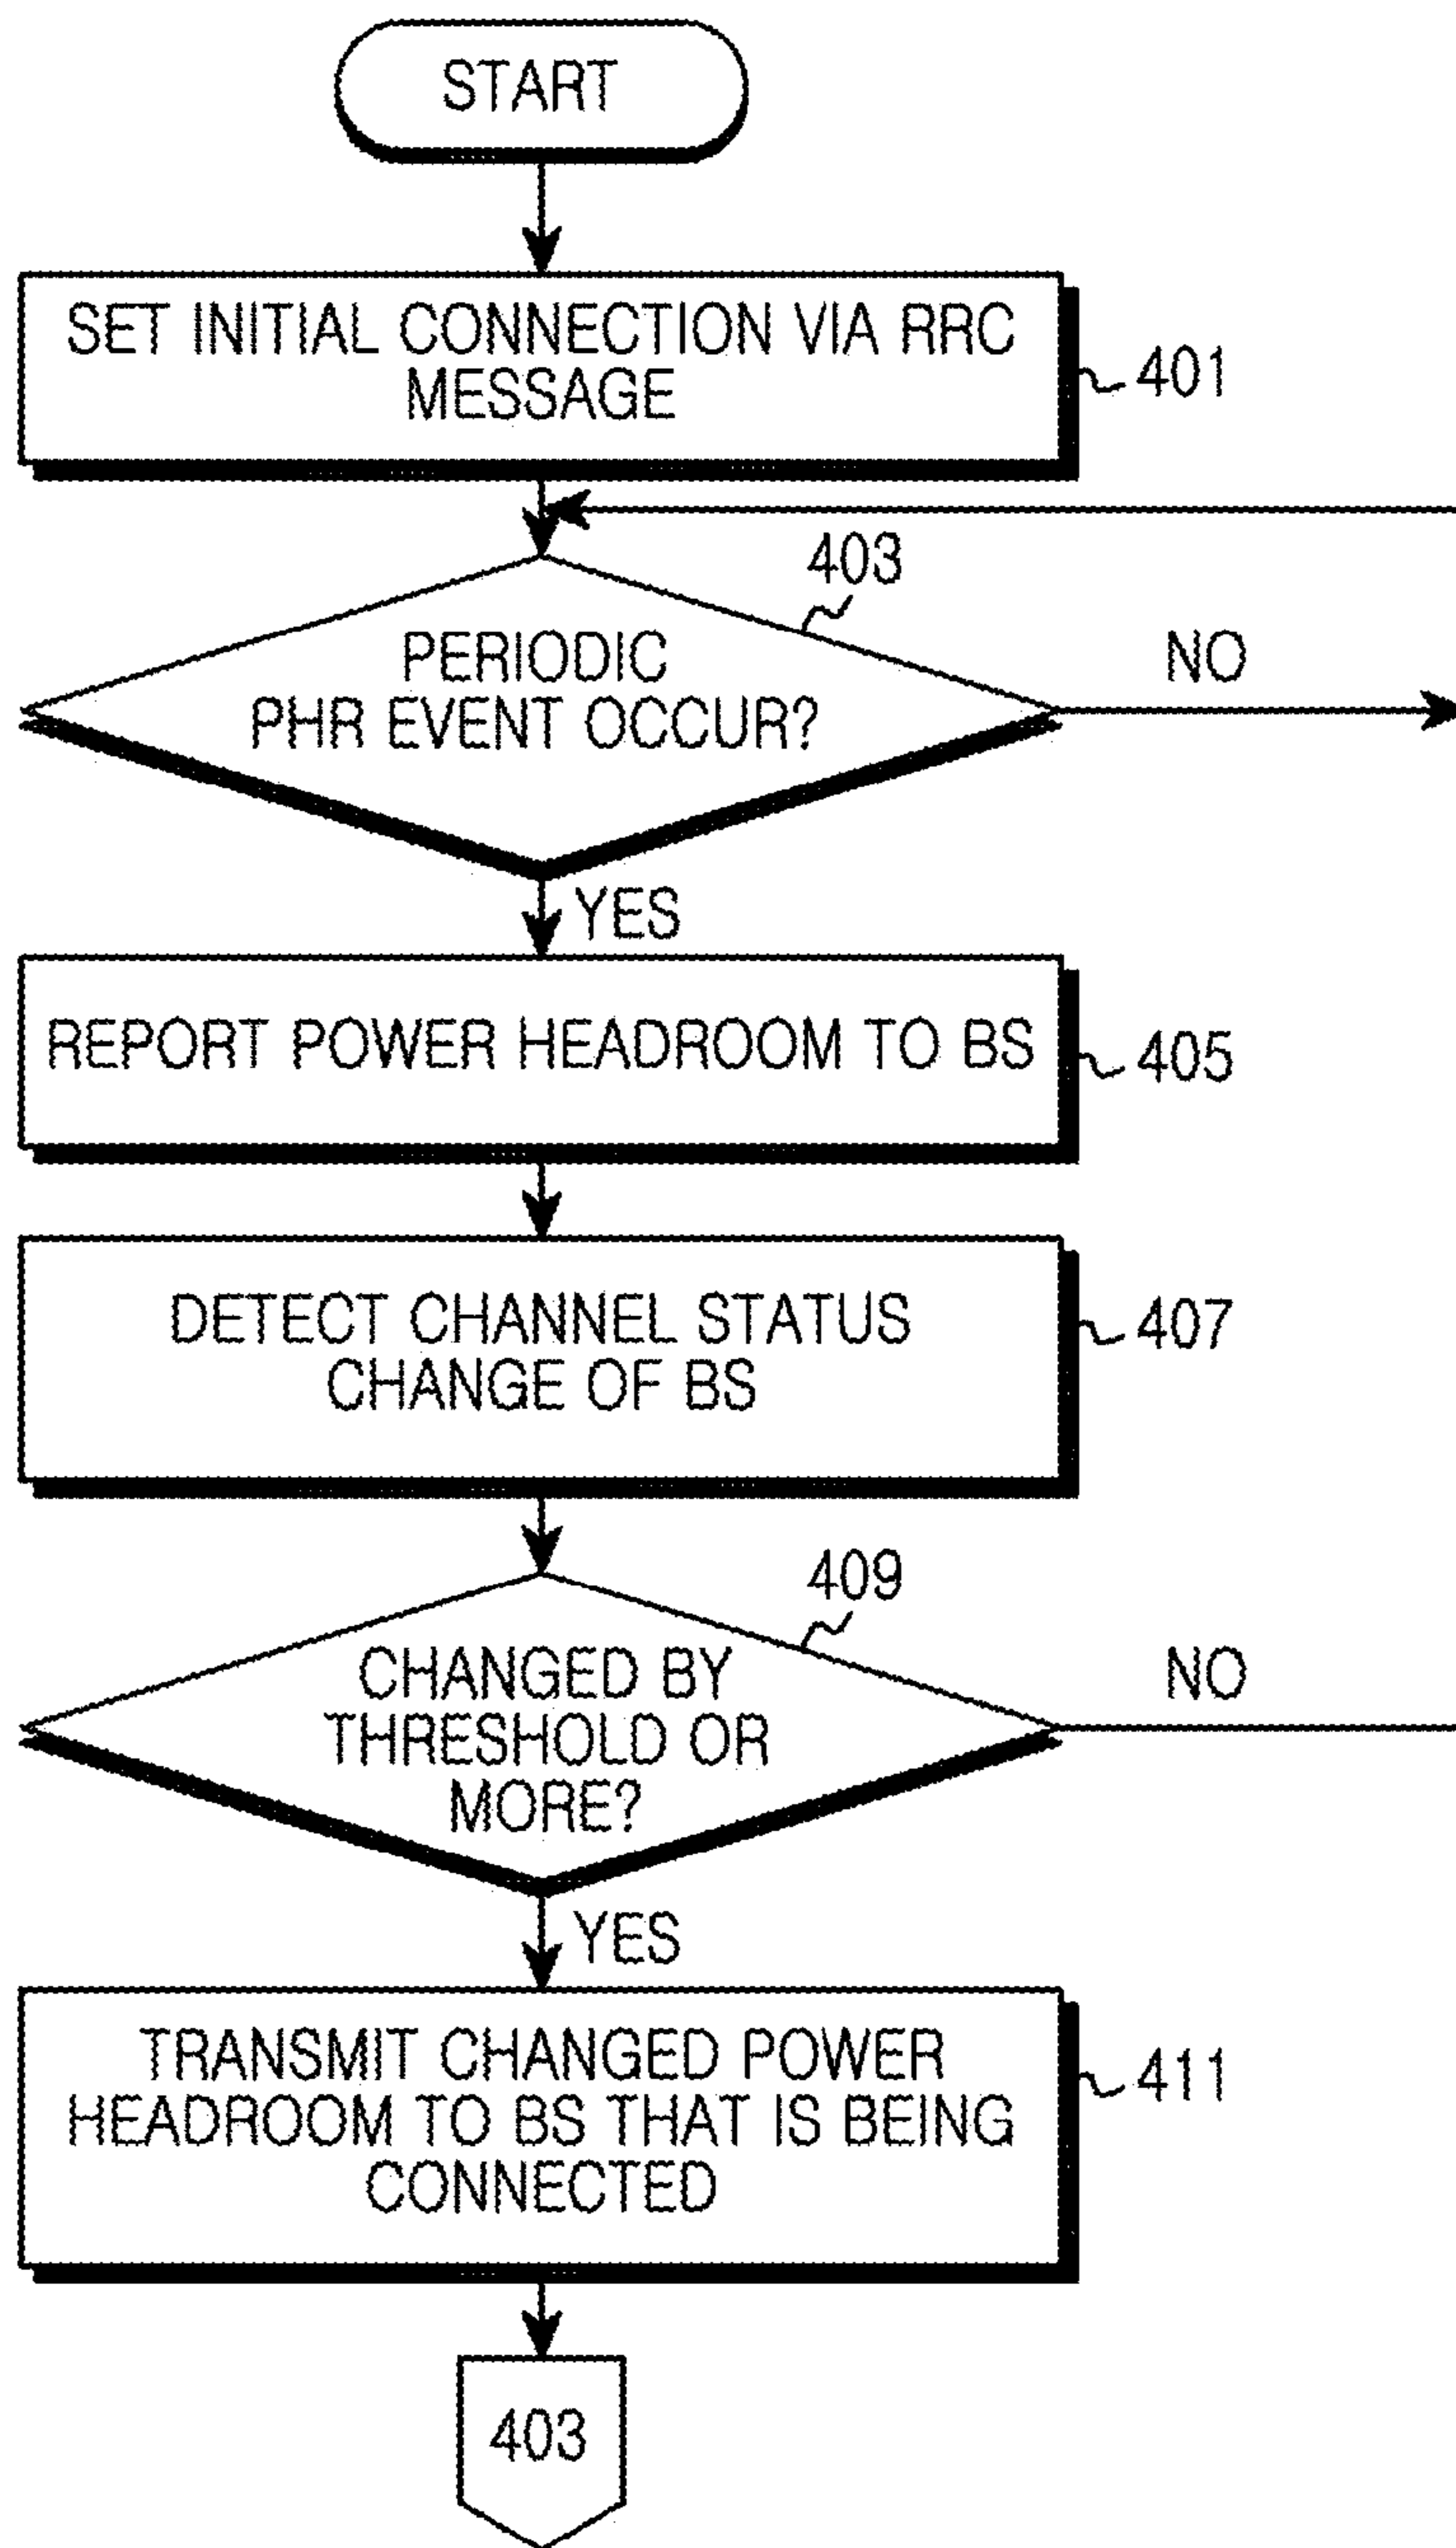 START
SET INITIAL CONNECTION VIA RRC
MESSAGE
401
403
PERIODIC
PHR EVENT OCCUR?
NO
YES
REPORT POWER HEADROOM TO BS
405
DETECT CHANNEL STATUS
CHANGE OF BS
407
409
CHANGED BY
THRESHOLD OR
MORE?
NO
YES
TRANSMIT CHANGED POWER
HEADROOM TO BS THAT IS BEING
CONNECTED
411
403